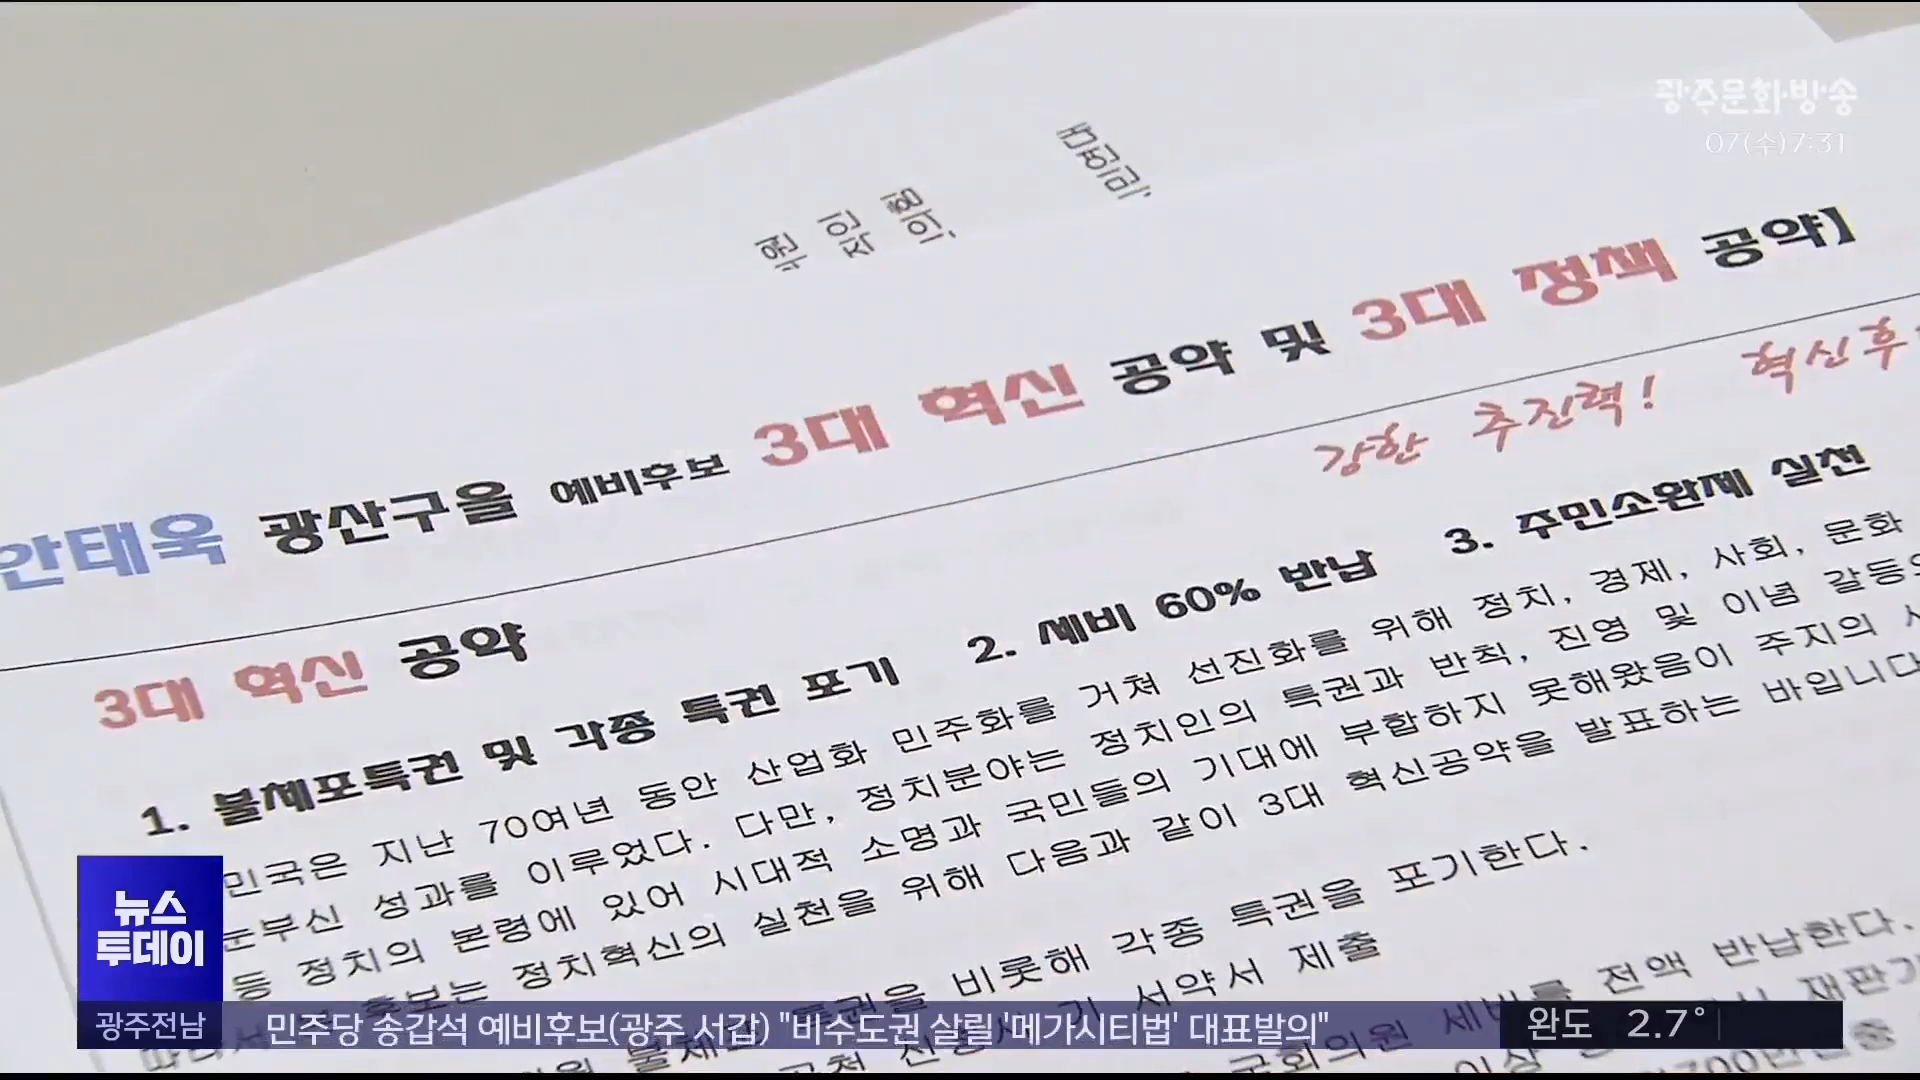 광주문화방송
07(수)7:31
안태욱 광산구을 예비후보 3대 혁신 공약 및 3대 정책 공약】
강한 추진력! 혁신후
3대 혁신 공약
1. 불체포특권 및 각종 특권 포기 2. 세비 60% 반납 3. 주민소환제 실천
민국은 지난 70여년 동안 산업화 민주화를 거쳐 선진화를 위해 정치, 경제, 사회, 문화
눈부신 성과를 이루었다. 다만, 정치분야는 정치인의 특권과 반칙, 진영 및 이념 갈등
등 정치의 본령에 있어 시대적 소명과 국민들의 기대에 부합하지 못해왔음이 주지의
후보는 정치혁신의 실천을 위해 다음과 같이 3대 혁신공약을 발표하는 바입니다
특권을 비롯해 각종 특권을 포기한다.
서약서 제출
국회의원 세비를 전액 반납한다.
재판
이상
뉴스
투데이
광주전남 민주당 송갑석 예비후보(광주 서갑) "비수도권 살릴 '메가시티법' 대표발의" 완도 2.7°